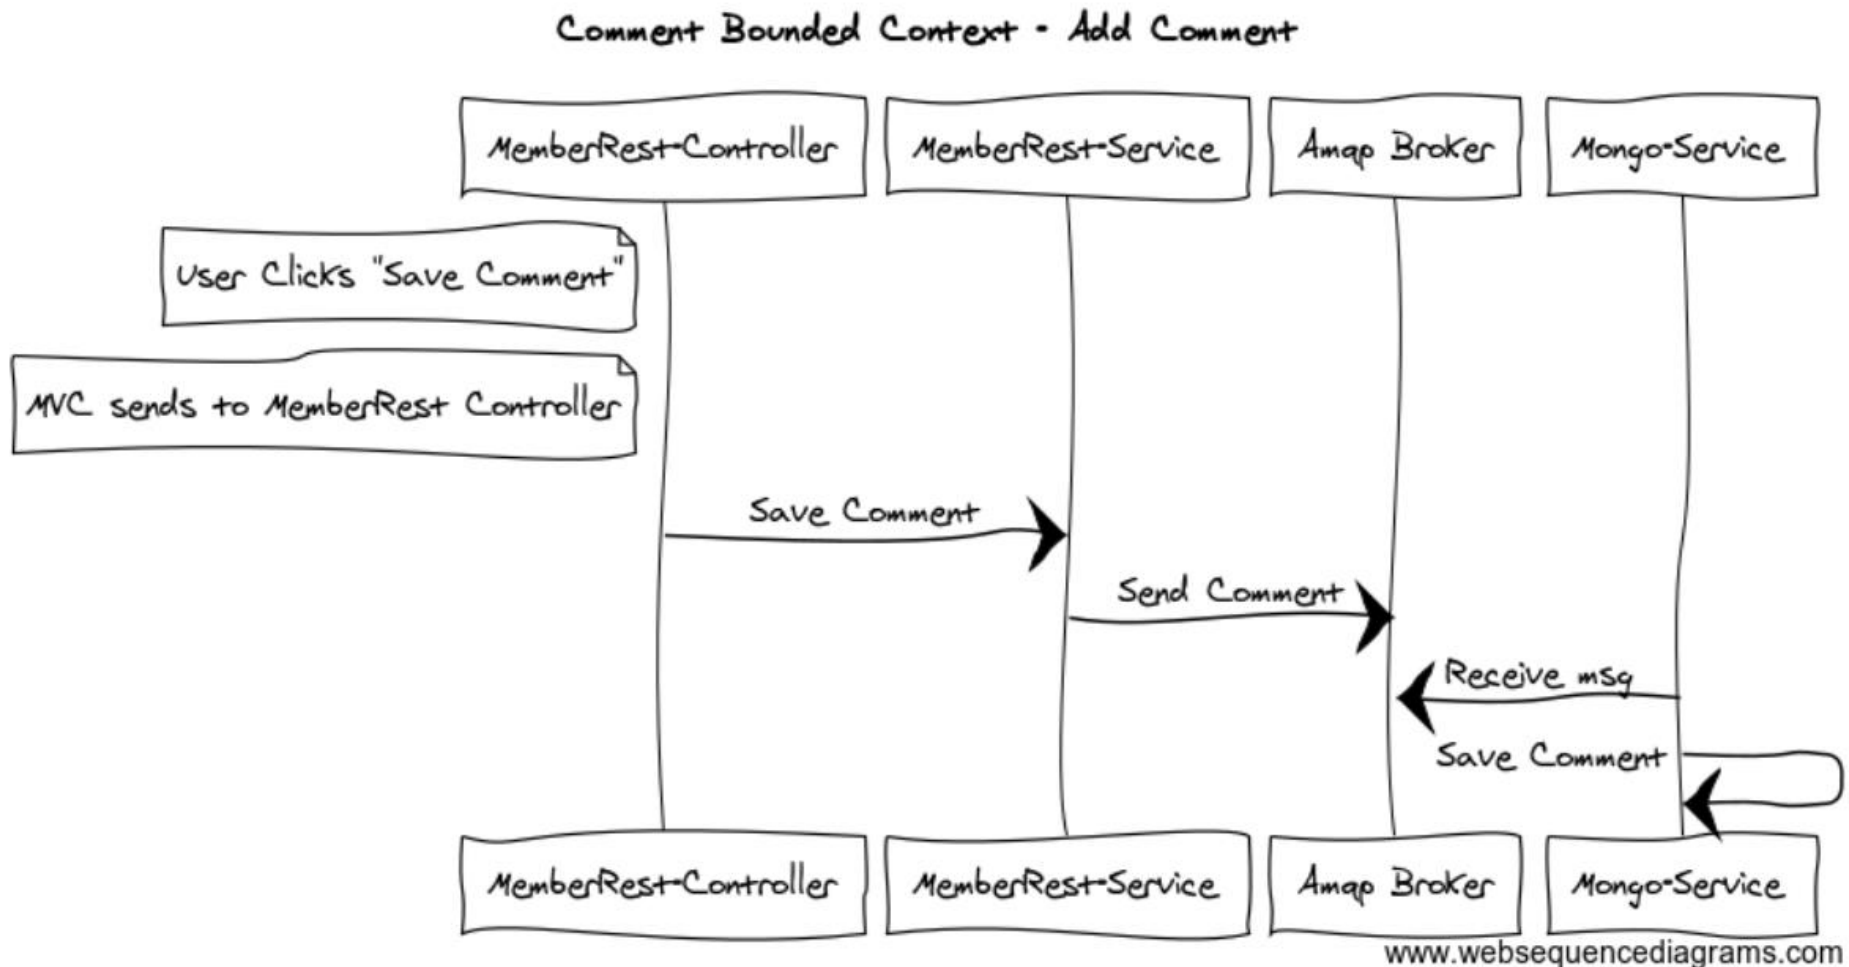 Comment Bounded Context - Add Comment
MemberRest-Controller
MemberRest-Service
Amqp Broker
Mongo-Service
User Clicks "Save Comment"
MVC sends to MemberRest Controller
Save Comment
Send Comment
Receive msg
Save Comment
MemberRest-Controller
MemberRest-Service
Amqp Broker
Mongo-Service
www.websequencediagrams.com